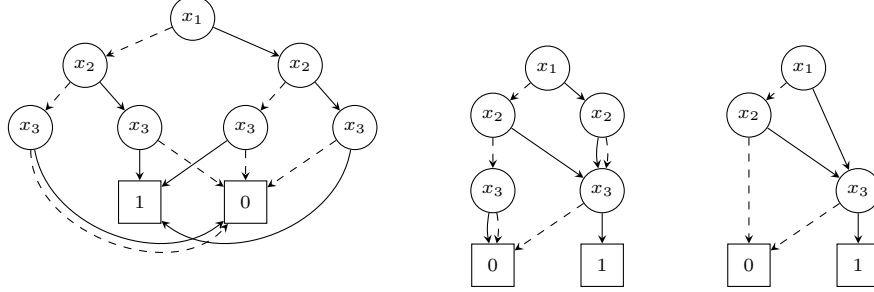 x₁
x₂ x₂
x₃ x₃ x₃ x₃
1 0
x₁
x₂ x₂
x₃ x₃
0 1
x₁
x₂
x₃
0 1